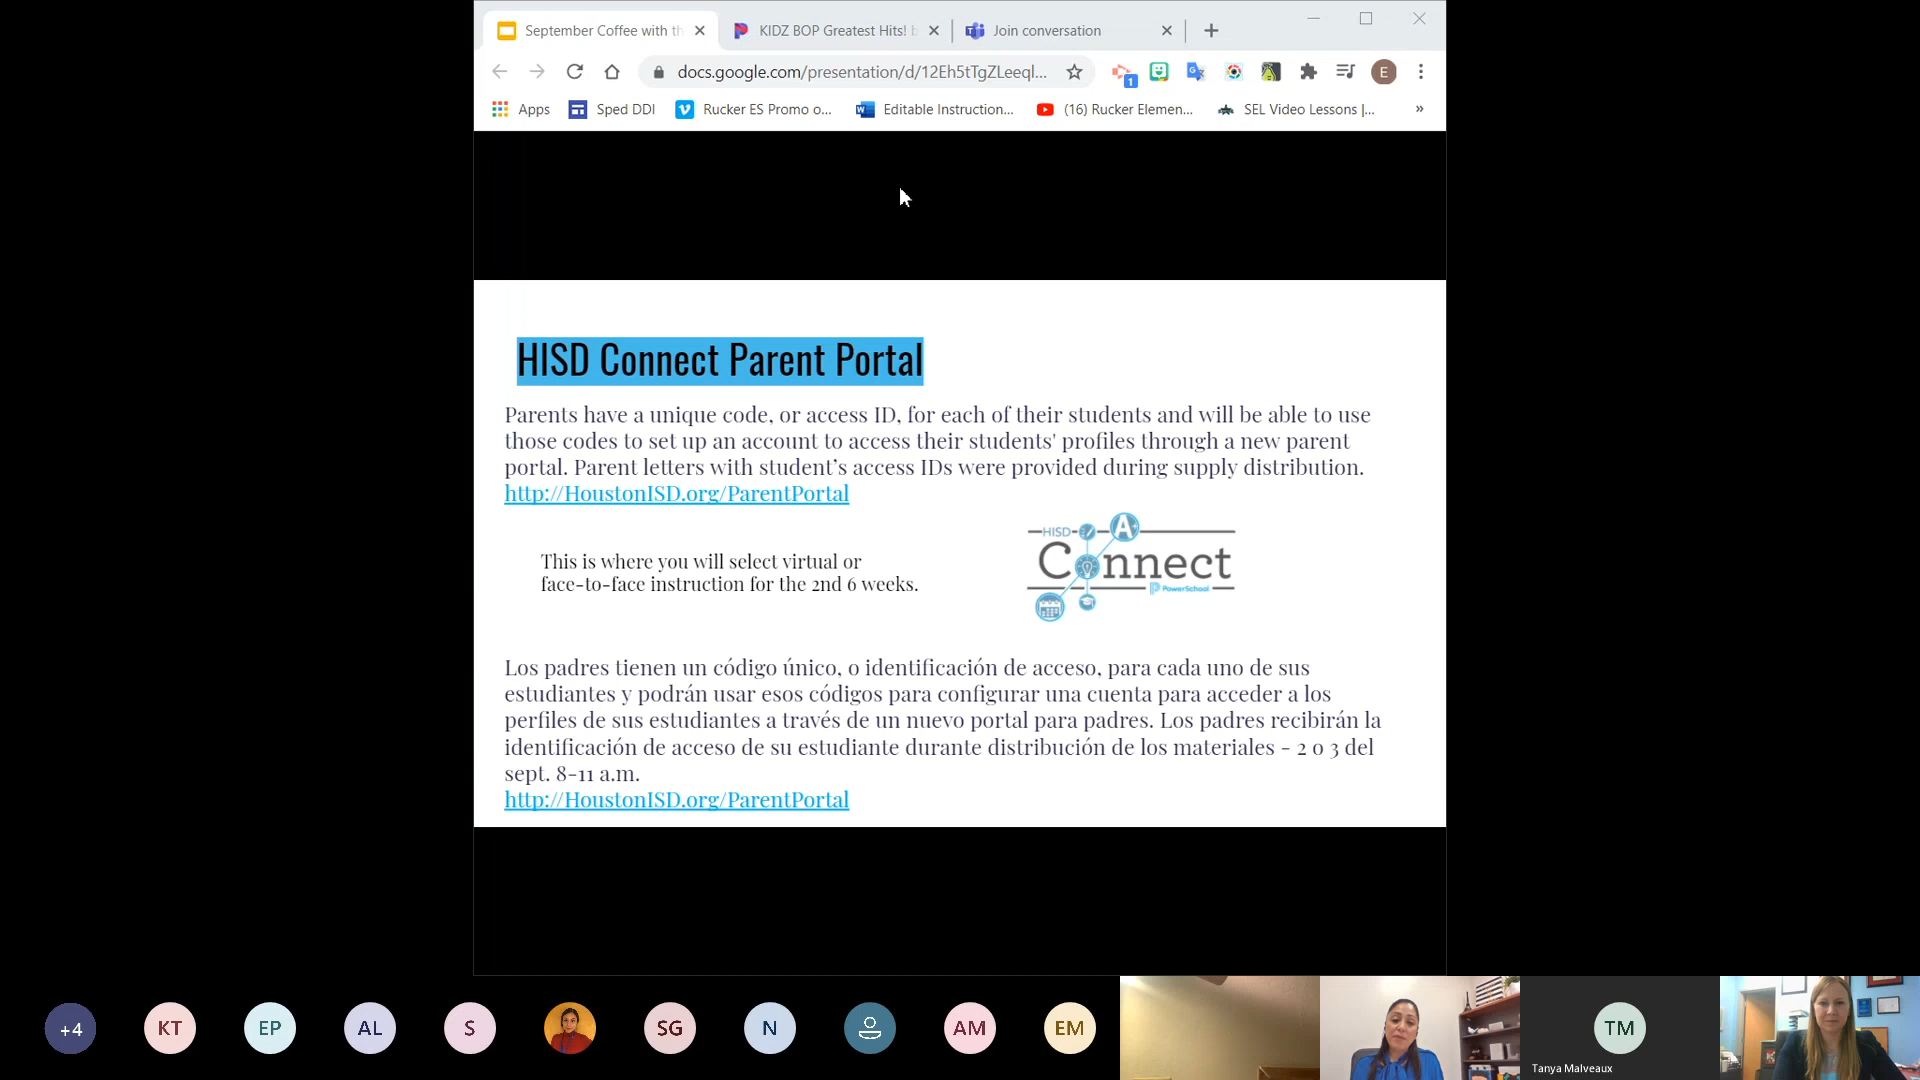 September Coffee with th
KIDZ BOP Greatest Hits!
Join conversation
docs.google.com/presentation/d/12Eh5tTgZLeeql...
1
E
Apps
Sped DDI
Rucker ES Promo o...
Editable Instruction...
(16) Rucker Elemen...
SEL Video Lessons |...
»
HISD Connect Parent Portal
Parents have a unique code, or access ID, for each of their students and will be able to use
those codes to set up an account to access their students' profiles through a new parent
portal. Parent letters with student’s access IDs were provided during supply distribution.
http://HoustonISD.org/ParentPortal
This is where you will select virtual or
face-to-face instruction for the 2nd 6 weeks.
HISD A+
Connect
PowerSchool
Los padres tienen un código único, o identificación de acceso, para cada uno de sus
estudiantes y podrán usar esos códigos para configurar una cuenta para acceder a los
perfiles de sus estudiantes a través de un nuevo portal para padres. Los padres recibirán la
identificación de acceso de su estudiante durante distribución de los materiales - 2 o 3 del
sept. 8-11 a.m.
http://HoustonISD.org/ParentPortal
+4
KT
EP
AL
S
SG
N
AM
EM
TM
Tanya Malveaux